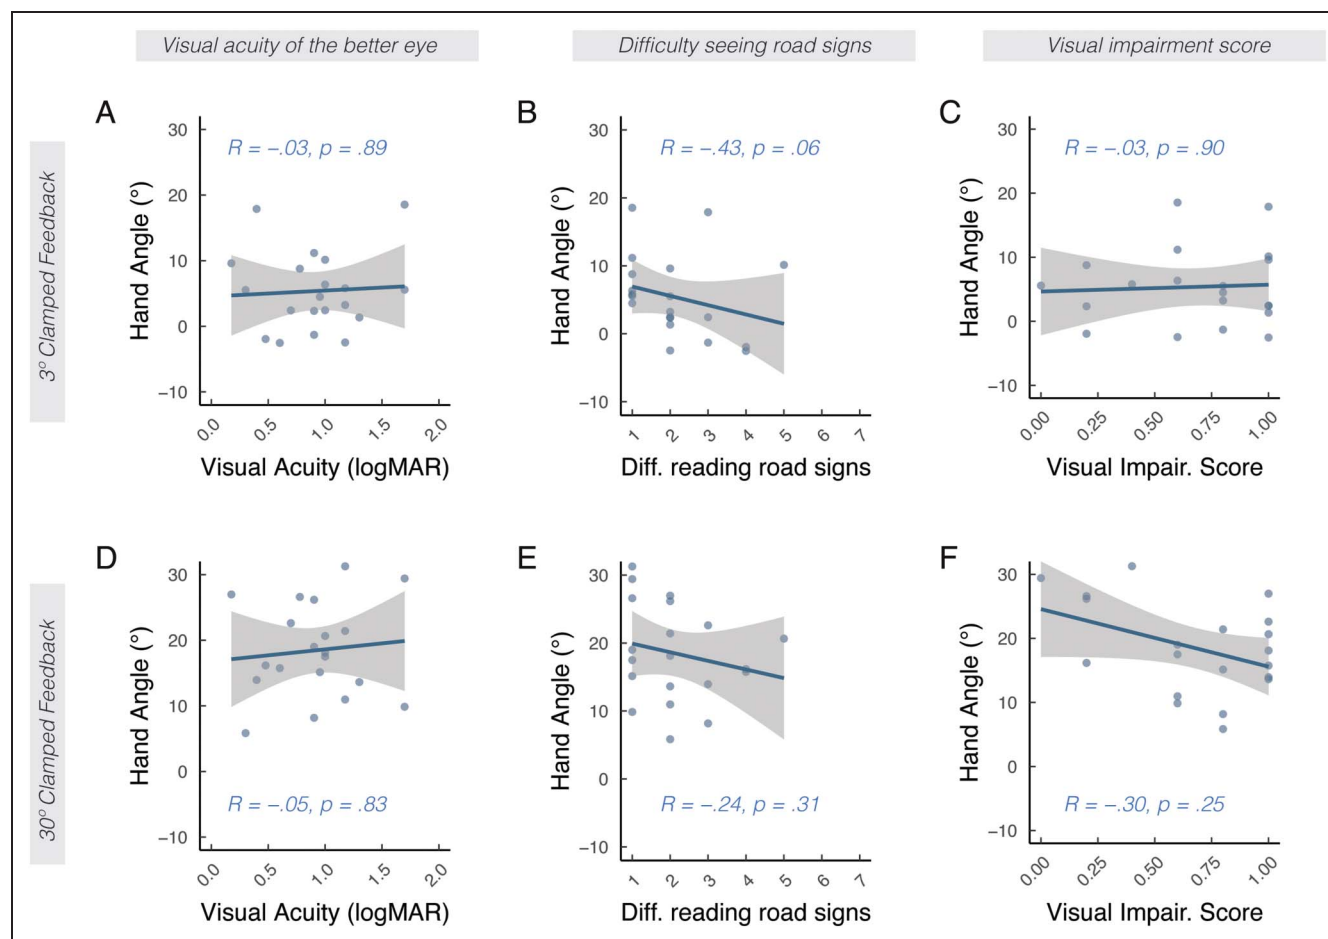 Visual acuity of the better eye
Difficulty seeing road signs
Visual impairment score
3° Clamped Feedback
A
R = −.03, p = .89
Hand Angle (°)
30
20
10
0
−10
0.0 0.5 1.0 1.5 2.0
Visual Acuity (logMAR)
B
R = −.43, p = .06
Hand Angle (°)
30
20
10
0
−10
1 2 3 4 5 6 7
Diff. reading road signs
C
R = −.03, p = .90
Hand Angle (°)
30
20
10
0
−10
0.00 0.25 0.50 0.75 1.00
Visual Impair. Score
30° Clamped Feedback
D
Hand Angle (°)
30
20
10
0
−10
R = −.05, p = .83
0.0 0.5 1.0 1.5 2.0
Visual Acuity (logMAR)
E
Hand Angle (°)
30
20
10
0
−10
R = −.24, p = .31
1 2 3 4 5 6 7
Diff. reading road signs
F
Hand Angle (°)
30
20
10
0
−10
R = −.30, p = .25
0.00 0.25 0.50 0.75 1.00
Visual Impair. Score